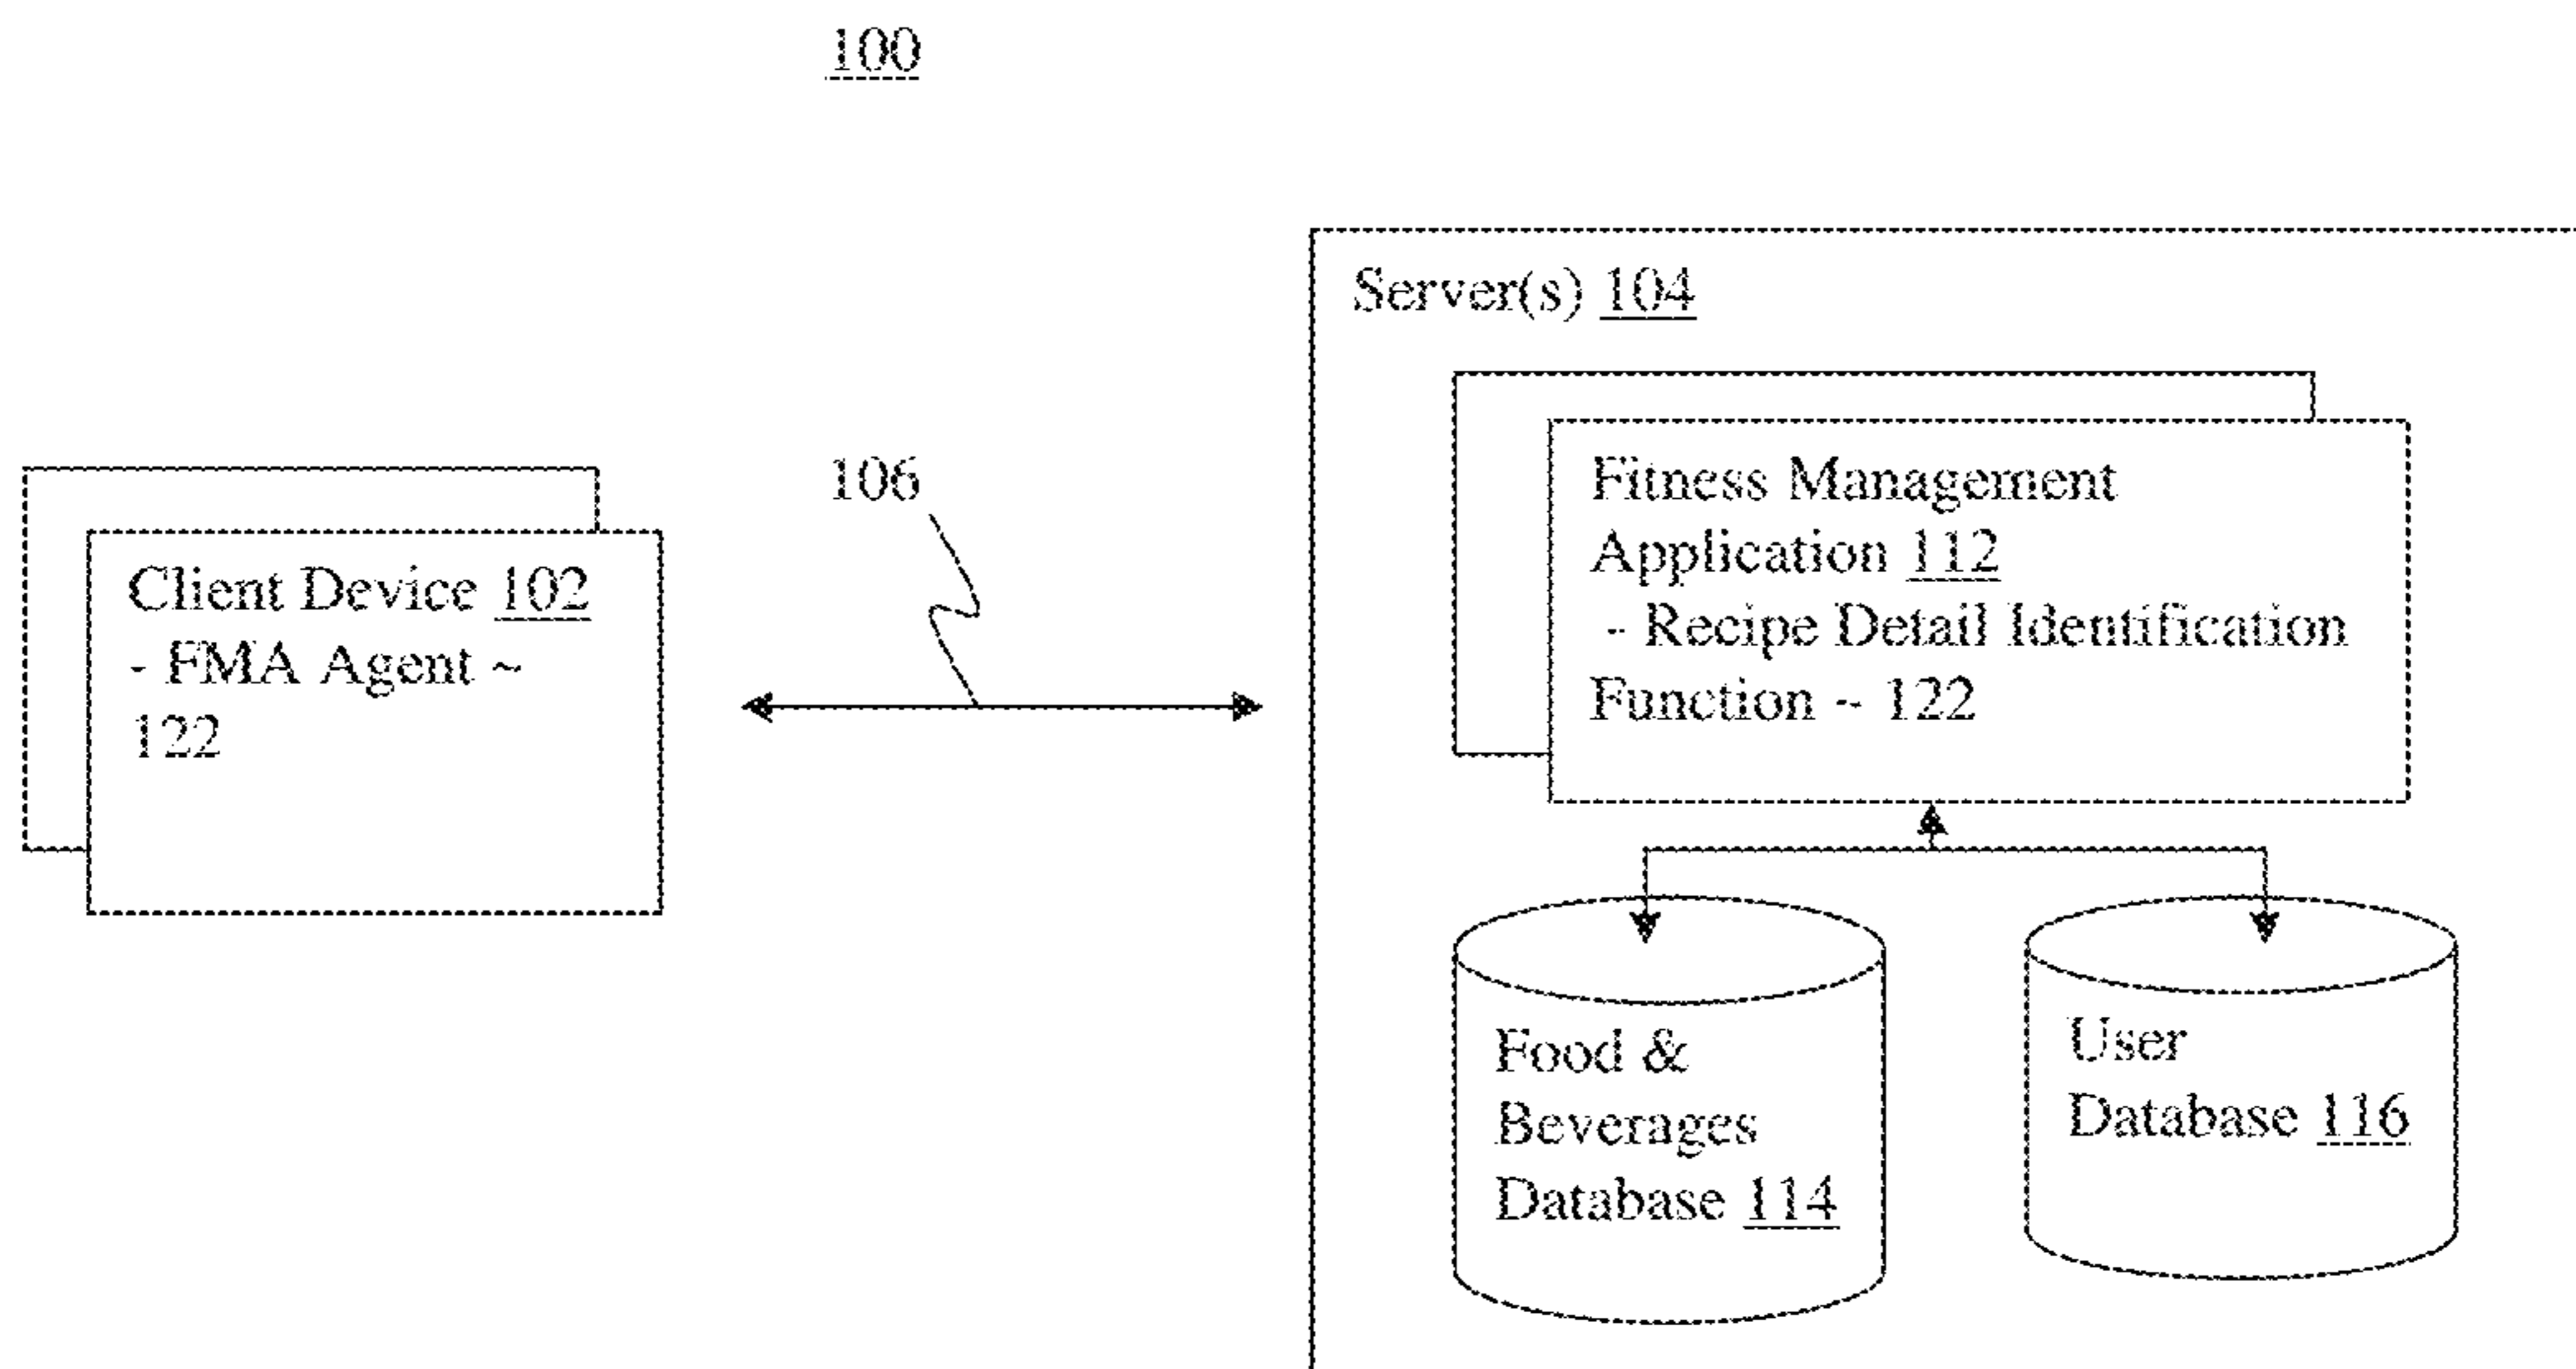 100
Server(s) 104
Fitness Management
Application 112
- Recipe Detail Identification
Function ~ 122
106
Client Device 102
- FMA Agent ~
122
Food &
Beverages
Database 114
User
Database 116